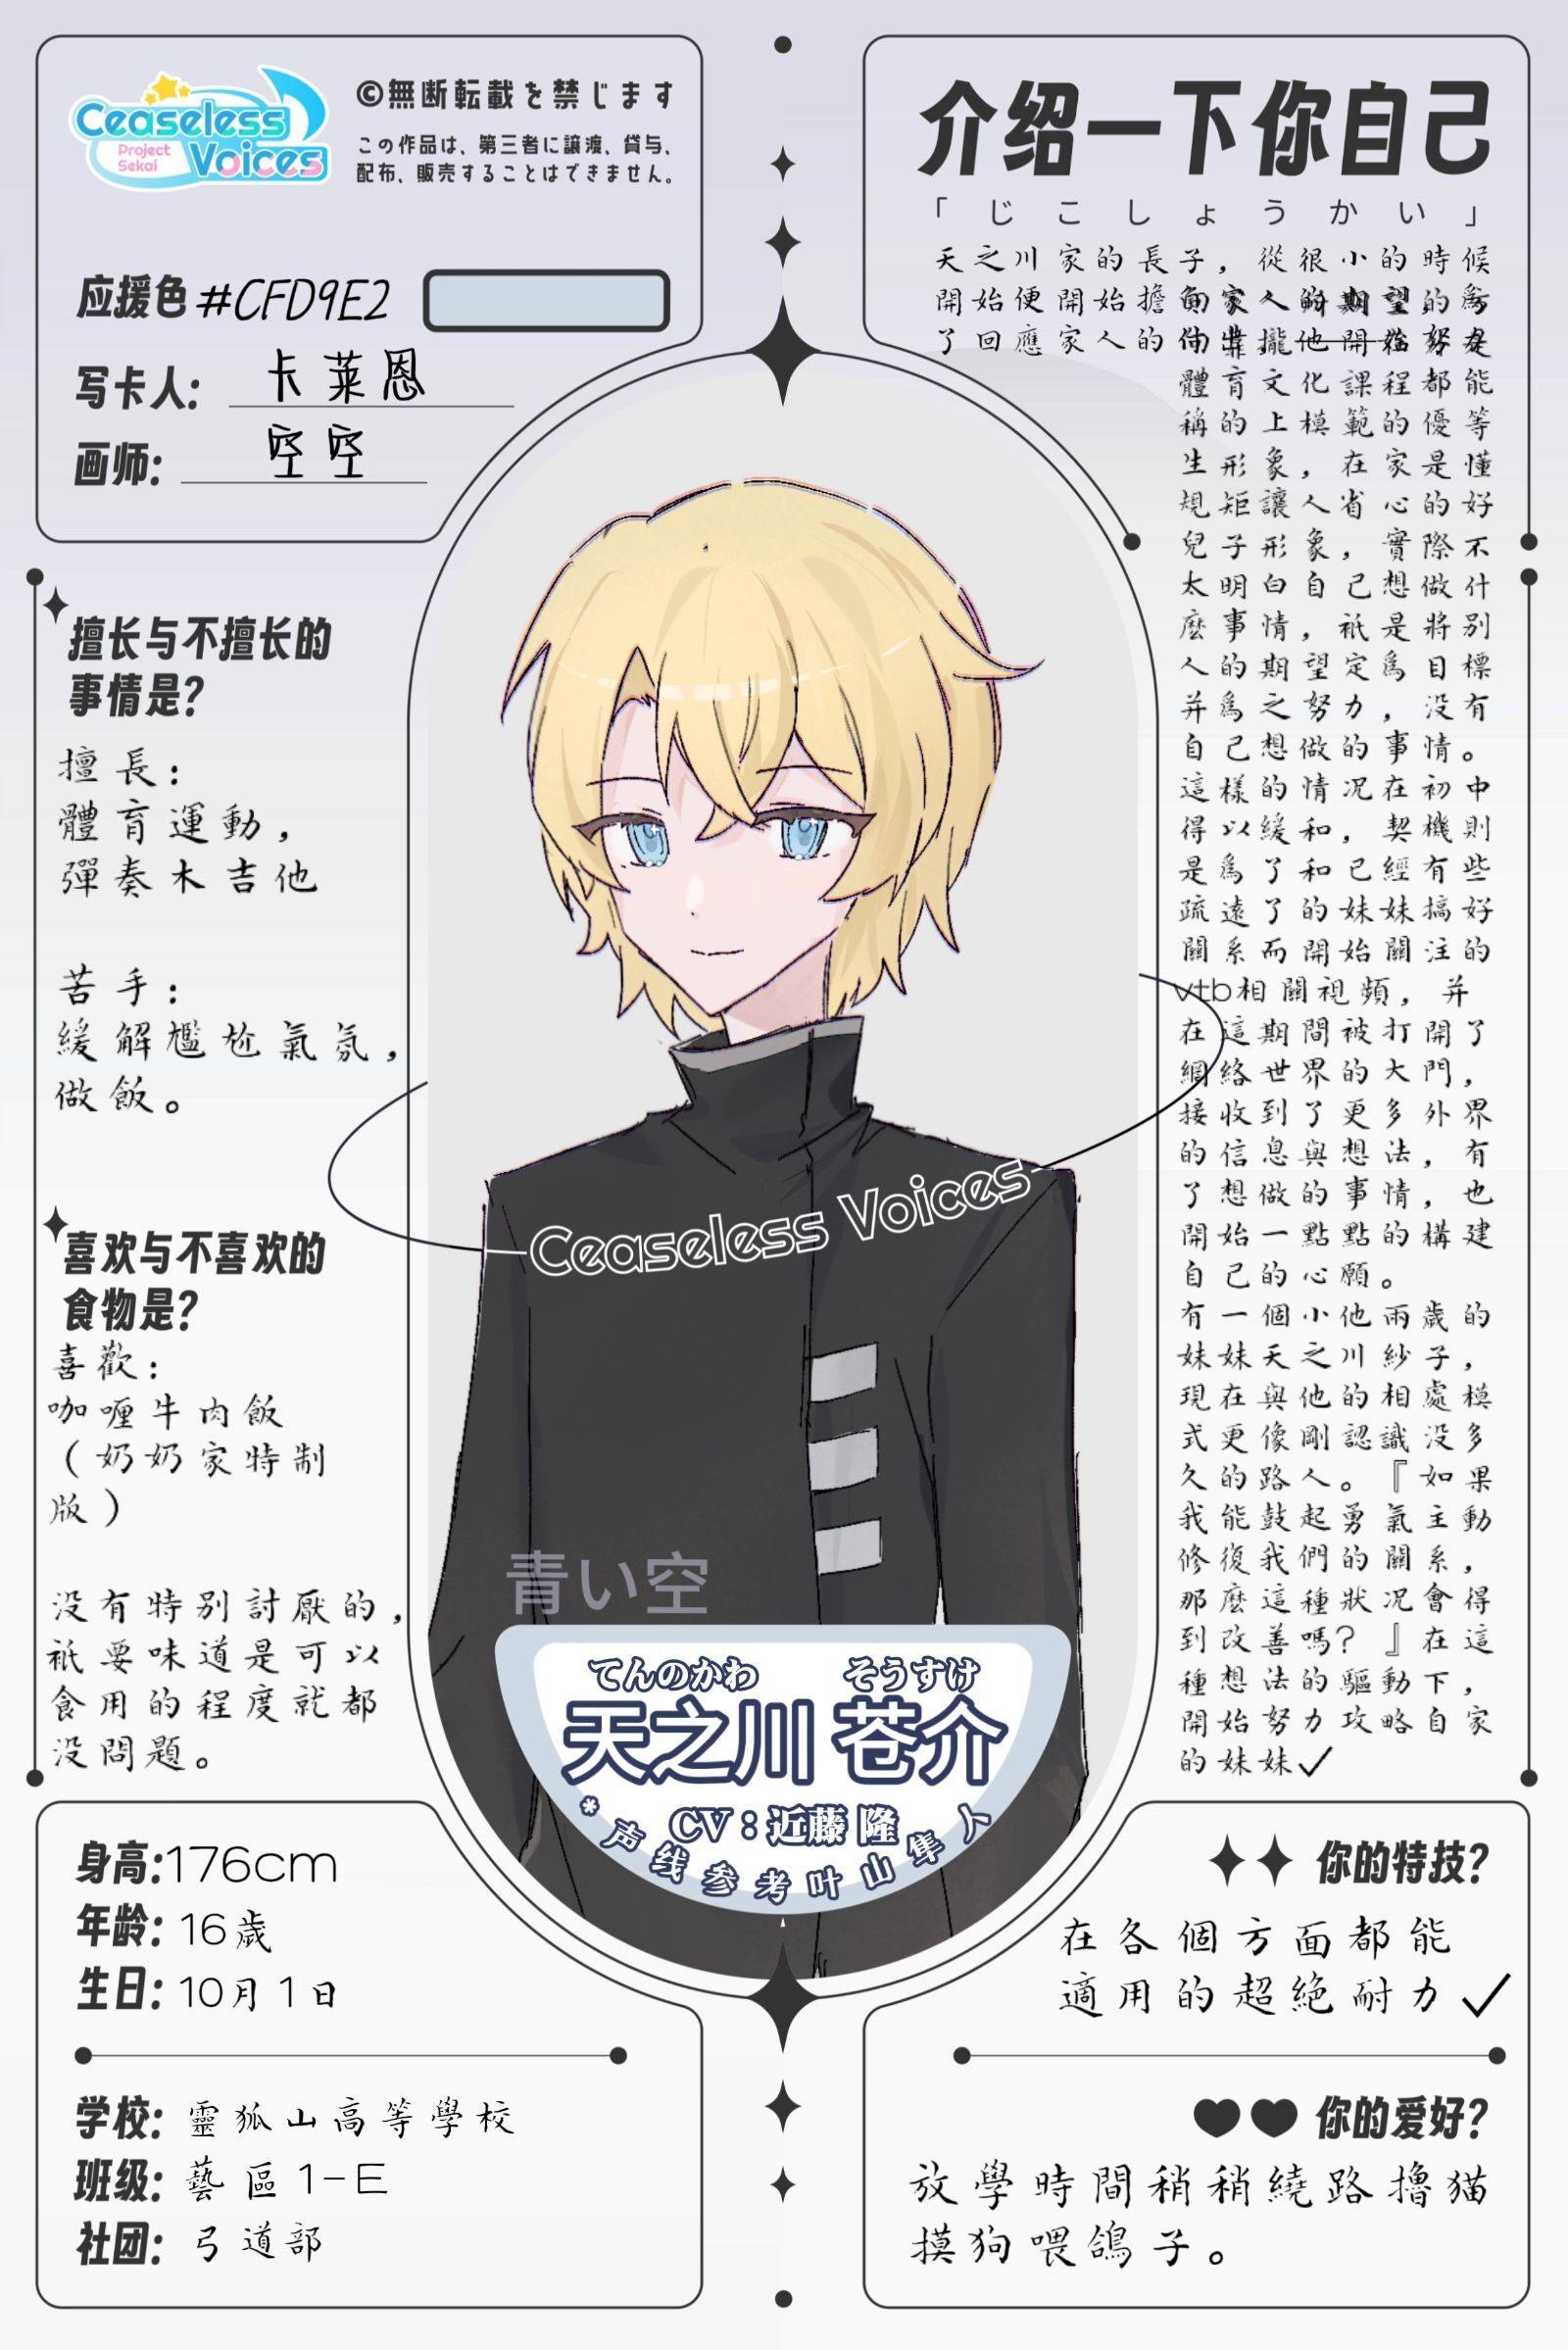 Ceaseless
Project
Sekai
Voices
©無断転載を禁じます
この作品は、第三者に譲渡、貸与、
配布、販売することはできません。
应援色 #CFD9E2
写卡人: 卡莱恩
画师: 空空
介绍一下你自己
「じこしょうかい」
天之川家的長子，從很小的時候
開始便開始擔負家人的期望的爲
了回應家人的
體育文化課程都能
稱的上模範的優等
生形象，在家是懂
規矩讓人省心的好
兒子形象，實際不
太明白自己想做什
麽事情，衹是將别
人的期望定爲目標
并爲之努力，没有
自己想做的事情。
這樣的情况在初中
得以緩和，契機則
是爲了和已經有些
疏遠了的妹妹搞好
關系而開始關注的
vtb相關視頻，并
在這期間被打開了
網絡世界的大門，
接收到了更多外界
的信息與想法，有
了想做的事情，也
開始一點點的構建
自己的心願。
有一個小他兩歲的
妹妹天之川紗子，
現在與他的相處模
式更像剛認識没多
久的路人。『如果
我能鼓起勇氣主動
修復我們的關系，
那麽這種狀况會得
到改善嗎？』在這
種想法的驅動下，
開始努力攻略自家
的妹妹✓
擅长与不擅长的
事情是?
擅長：
體育運動，
彈奏木吉他
苦手：
緩解尷尬氣氛，
做飯。
喜欢与不喜欢的
食物是?
喜歡：
咖喱牛肉飯
（奶奶家特制
版）
没有特别討厭的，
衹要味道是可以
食用的程度就都
没問題。
Ceaseless Voices
青い空
てんのかわ そうすけ
天之川 苍介
CV：近藤 隆
*声线参考叶山隼人
身高:176cm
年龄: 16歲
生日: 10月1日
学校: 靈狐山高等學校
班级: 藝區1-E
社团: 弓道部
你的特技?
在各個方面都能
適用的超絶耐力✓
你的爱好?
放學時間稍稍繞路擼猫
摸狗喂鴿子。